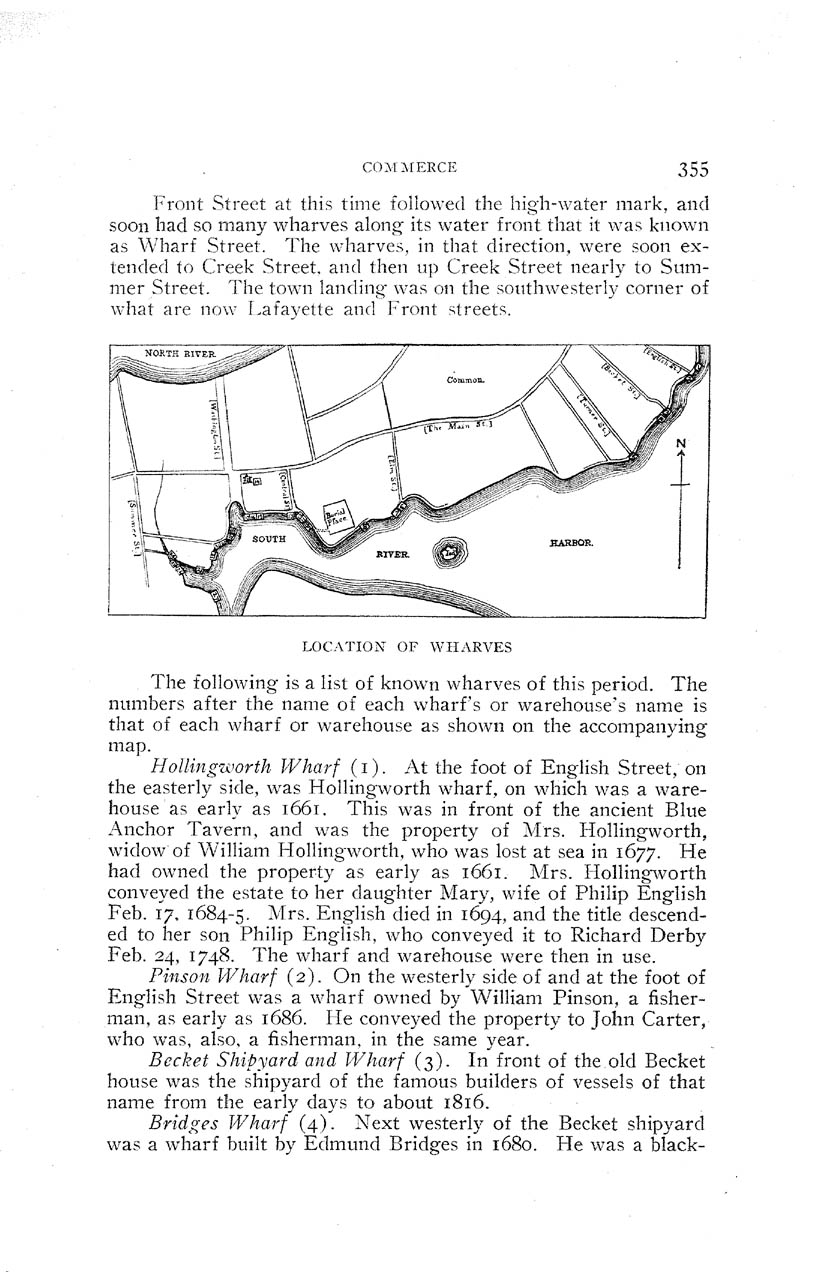 COMMERCE 355
Front Street at this time followed the high-water mark, and
soon had so many wharves along its water front that it was known
as Wharf Street. The wharves, in that direction, were soon ex-
tended to Creek Street, and then up Creek Street nearly to Sum-
mer Street. The town landing was on the southwesterly corner of
what are now Lafayette and Front streets.
NORTH RIVER
Common
[English St.]
[Becket St.]
[Turner St.]
[Washington St.]
[The Main St.]
N
[Elm St.]
[Central St.]
Burial
Place
[Summer St.]
SOUTH
RIVER
HARBOR
LOCATION OF WHARVES
The following is a list of known wharves of this period. The
numbers after the name of each wharf's or warehouse's name is
that of each wharf or warehouse as shown on the accompanying
map.
Hollingworth Wharf (1). At the foot of English Street, on
the easterly side, was Hollingworth wharf, on which was a ware-
house as early as 1661. This was in front of the ancient Blue
Anchor Tavern, and was the property of Mrs. Hollingworth,
widow of William Hollingworth, who was lost at sea in 1677. He
had owned the property as early as 1661. Mrs. Hollingworth
conveyed the estate to her daughter Mary, wife of Philip English
Feb. 17, 1684-5. Mrs. English died in 1694, and the title descend-
ed to her son Philip English, who conveyed it to Richard Derby
Feb. 24, 1748. The wharf and warehouse were then in use.
Pinson Wharf (2). On the westerly side of and at the foot of
English Street was a wharf owned by William Pinson, a fisher-
man, as early as 1686. He conveyed the property to John Carter,
who was, also, a fisherman, in the same year.
Becket Shipyard and Wharf (3). In front of the old Becket
house was the shipyard of the famous builders of vessels of that
name from the early days to about 1816.
Bridges Wharf (4). Next westerly of the Becket shipyard
was a wharf built by Edmund Bridges in 1680. He was a black-